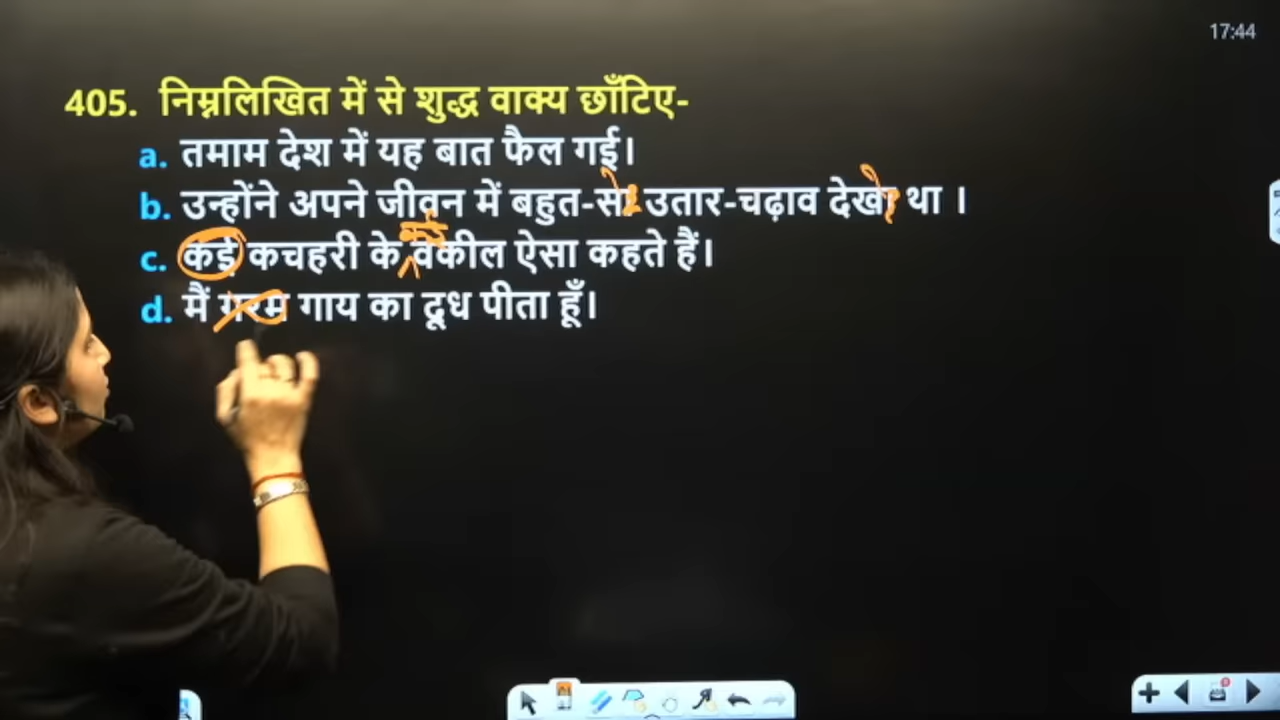 17:44
405. निम्नलिखित में से शुद्ध वाक्य छाँटिए-
a. तमाम देश में यह बात फैल गई।
b. उन्होंने अपने जीवन में बहुत-सा उतार-चढ़ाव देखा था ।
कई
c. कई कचहरी के वकील ऐसा कहते हैं।
d. मैं गरम गाय का दूध पीता हूँ।